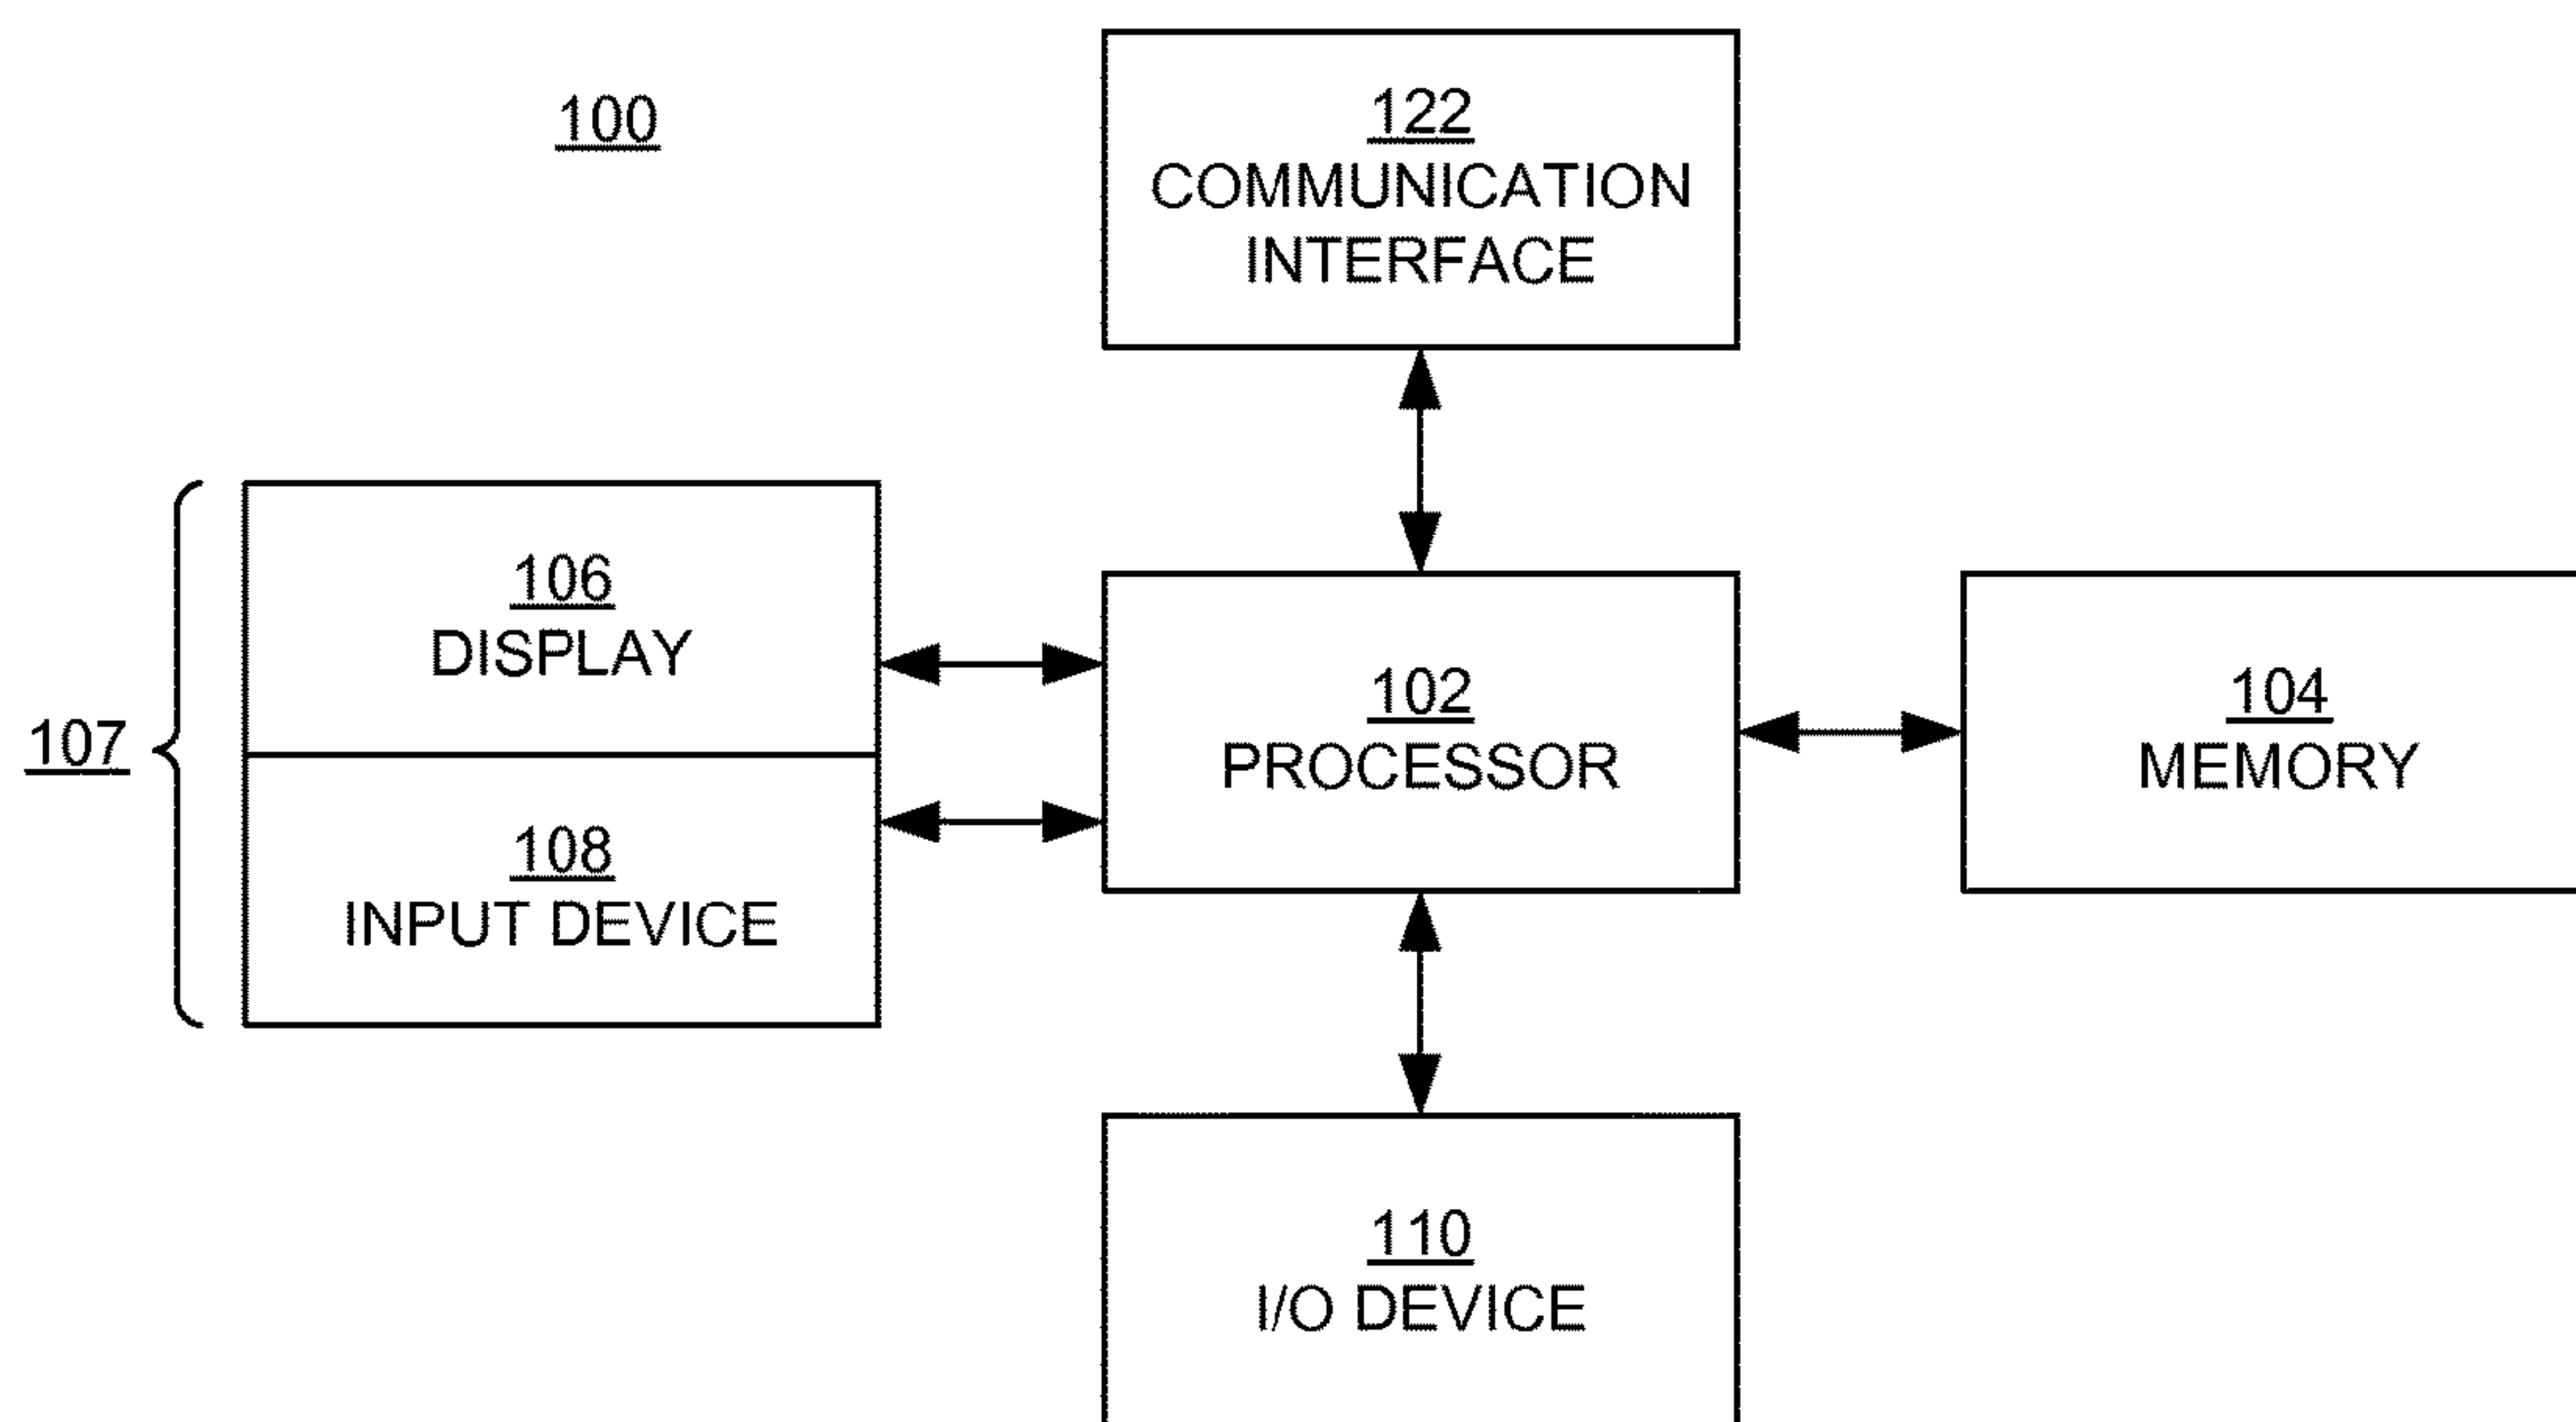 100
122
COMMUNICATION
INTERFACE
106
DISPLAY
107
108
INPUT DEVICE
102
PROCESSOR
104
MEMORY
110
I/O DEVICE